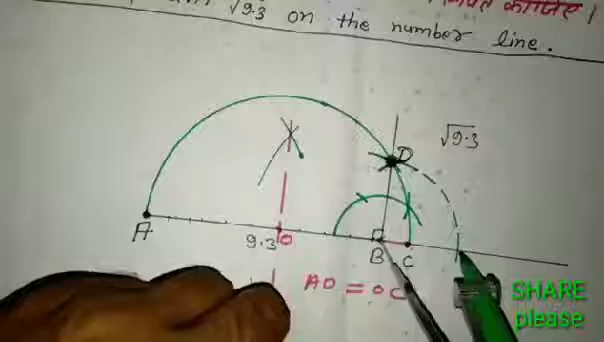 √9.3 on the number line.
√9.3
D
A
9.3
O
B
C
AO = OC
SHARE
please